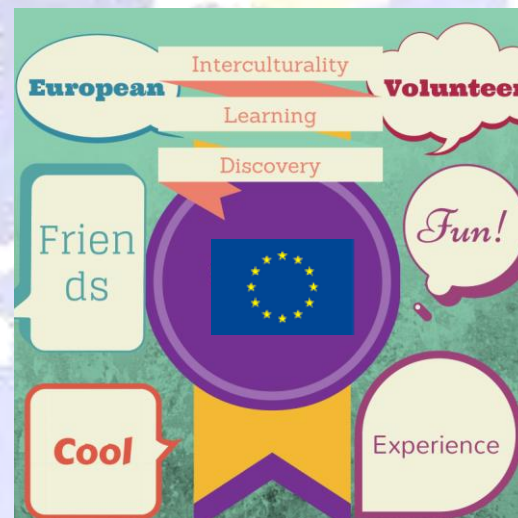 European
Interculturality
Volunteer
Learning
Discovery
Frien
ds
Fun!
Cool
Experience